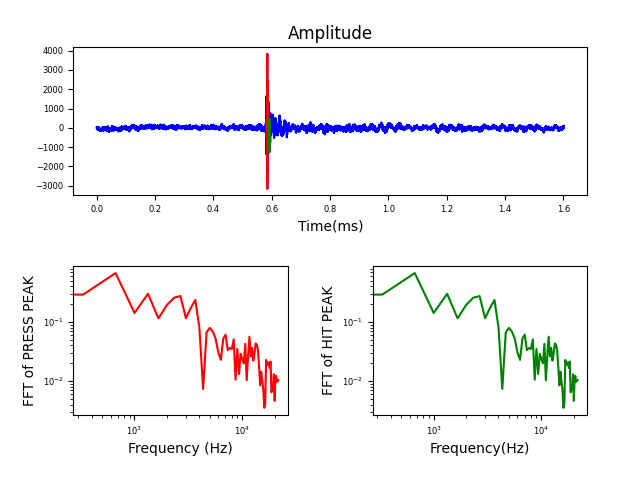 Amplitude
4000
3000
2000
1000
0
−1000
−2000
−3000
0.0 0.2 0.4 0.6 0.8 1.0 1.2 1.4 1.6
Time(ms)
FFT of PRESS PEAK
10⁻¹
10⁻²
10³ 10⁴
Frequency (Hz)
FFT of HIT PEAK
10⁻¹
10⁻²
10³ 10⁴
Frequency(Hz)